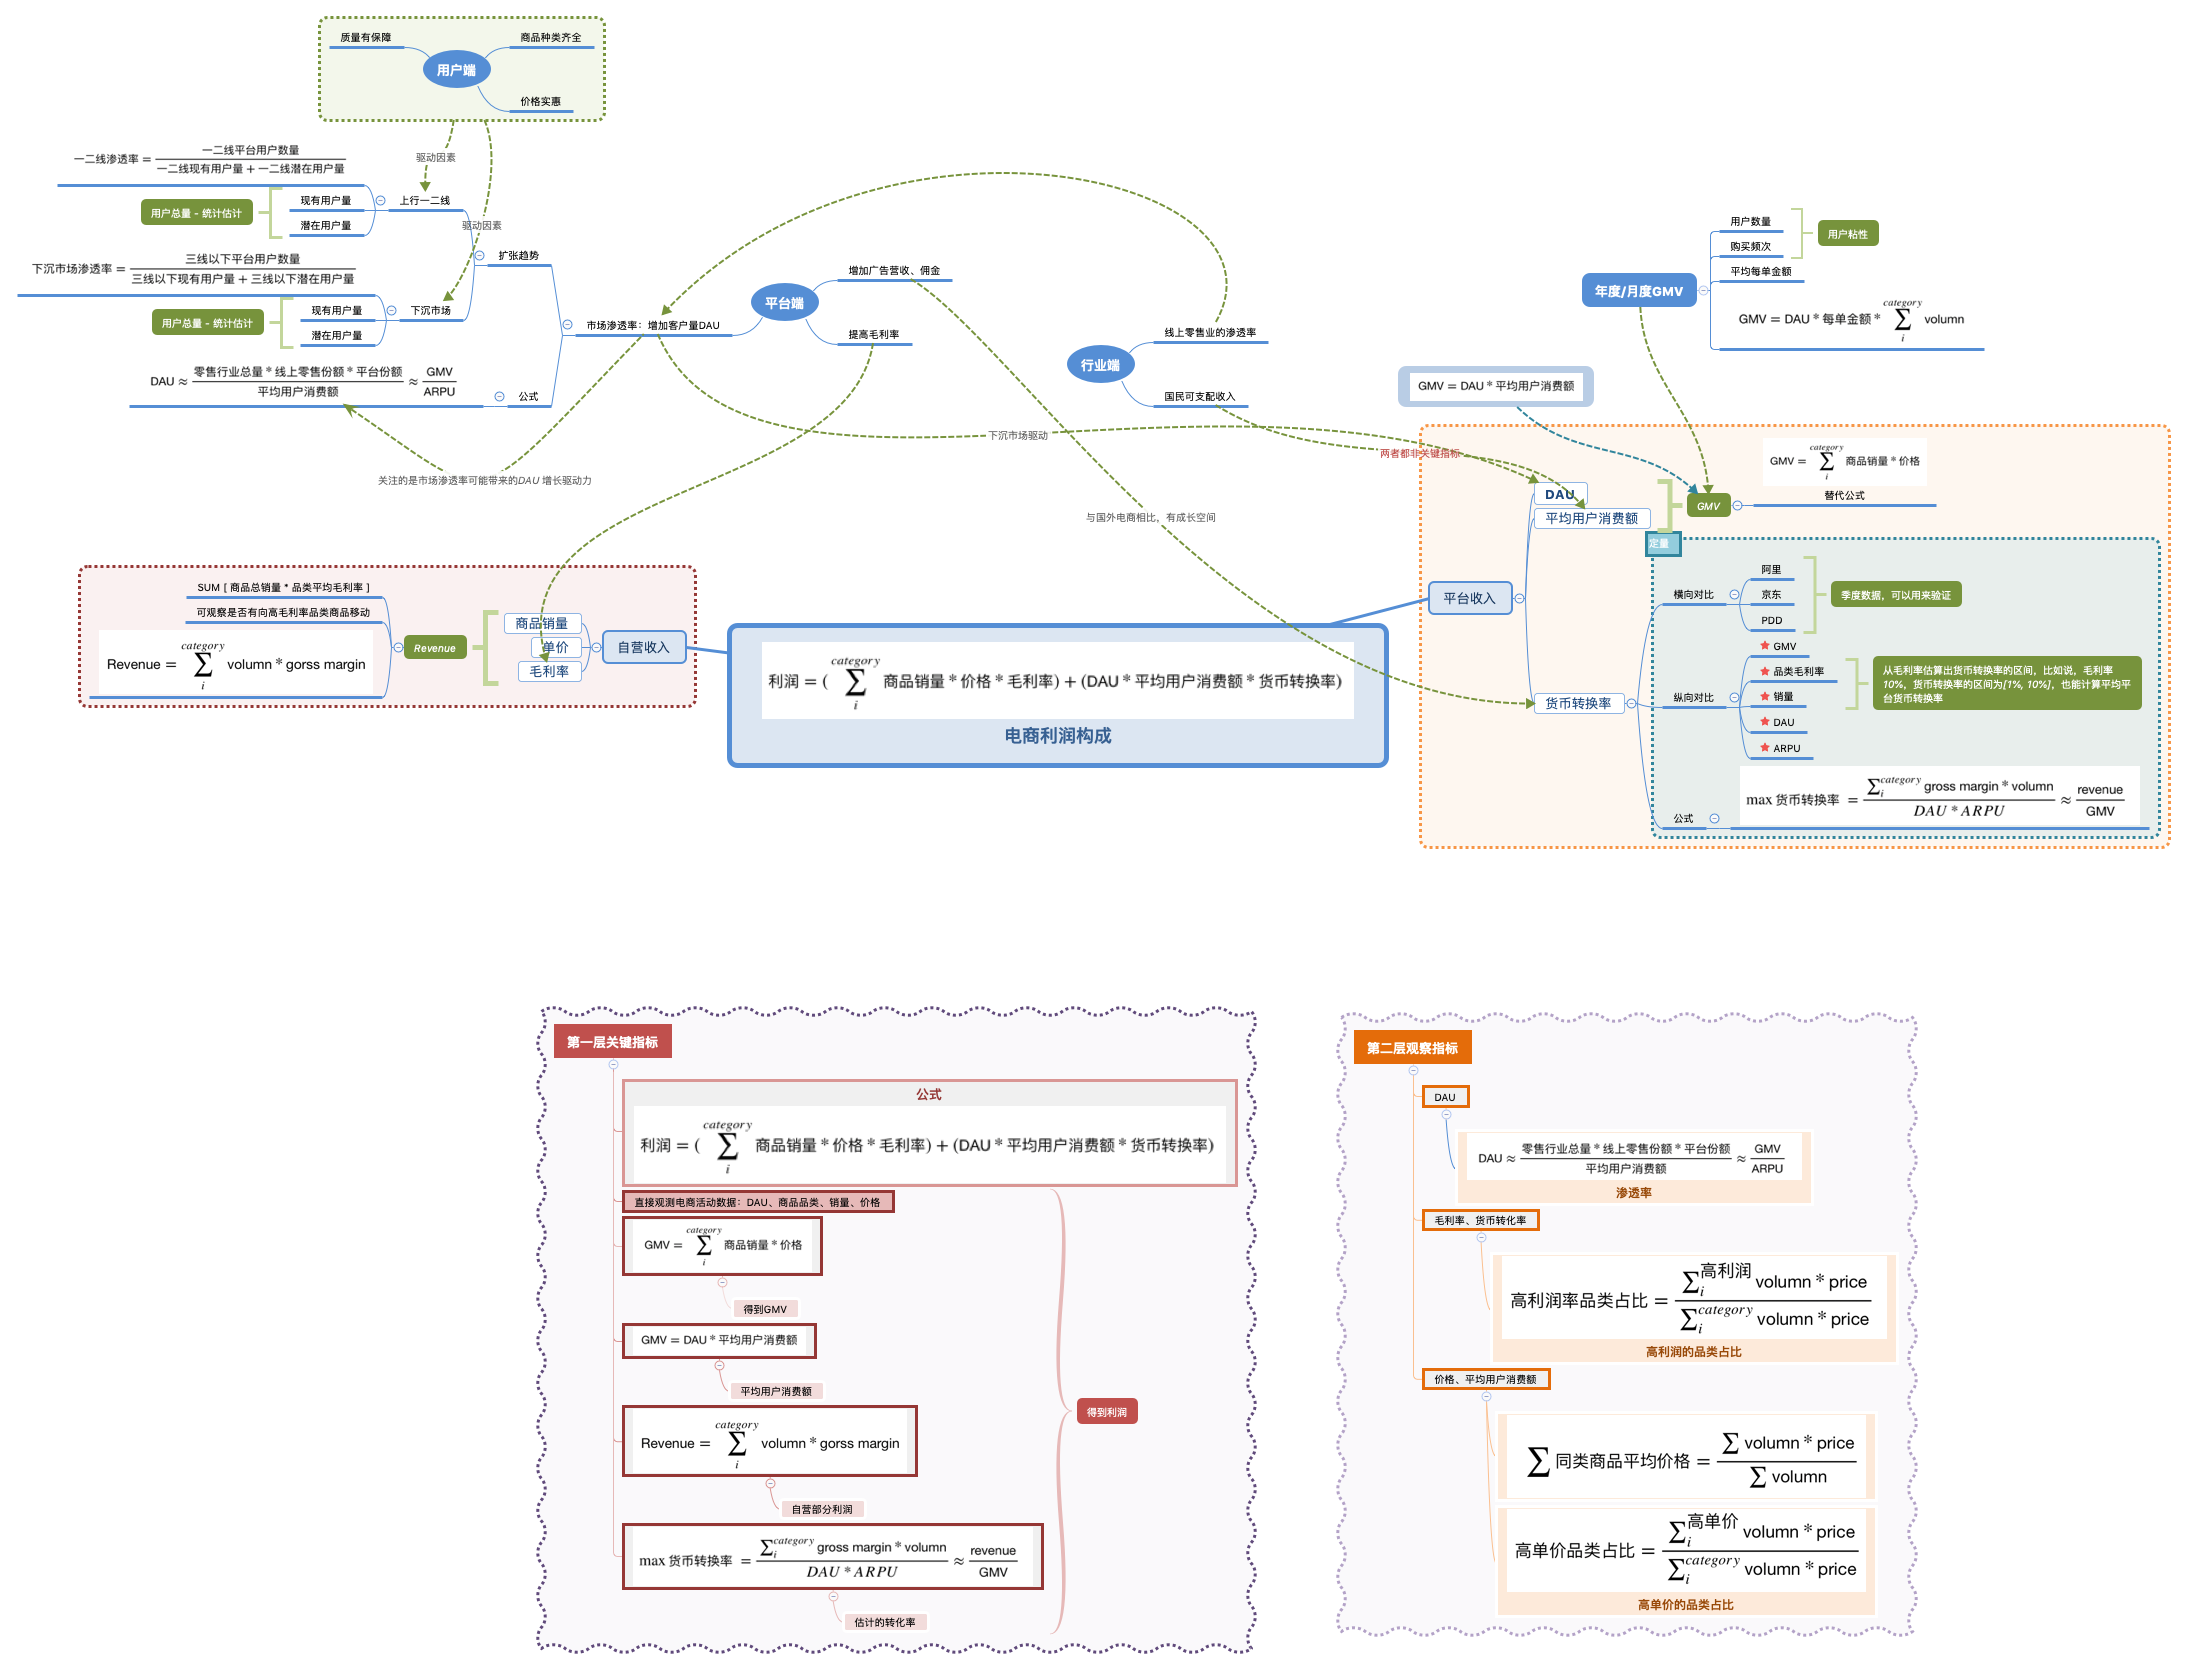 质量有保障
商品种类齐全
用户端
价格实惠
驱动因素
驱动因素
一二线渗透率 = 一二线平台用户数量 / 一二线现有用户量 + 一二线潜在用户量
用户总量 - 统计估计
现有用户量
潜在用户量
上行一二线
扩张趋势
下沉市场渗透率 = 三线以下平台用户数量 / 三线以下现有用户量 + 三线以下潜在用户量
用户总量 - 统计估计
现有用户量
潜在用户量
下沉市场
DAU ≈ 零售行业总量 * 线上零售份额 * 平台份额 / 平均用户消费额 ≈ GMV / ARPU
公式
市场渗透率：增加客户量DAU
平台端
增加广告营收、佣金
提高毛利率
行业端
线上零售业的渗透率
国民可支配收入
关注的是市场渗透率可能带来的DAU 增长驱动力
下沉市场驱动
两者都非关键指标
与国外电商相比，有成长空间
年度/月度GMV
用户数量
购买频次
用户粘性
平均每单金额
GMV = DAU * 每单金额 * ∑ category i volumn
GMV = DAU * 平均用户消费额
GMV = ∑ category i 商品销量 * 价格
替代公式
GMV
DAU
平均用户消费额
定量
平台收入
货币转换率
横向对比
阿里
京东
PDD
季度数据，可以用来验证
纵向对比
GMV
品类毛利率
销量
DAU
ARPU
从毛利率估算出货币转换率的区间，比如说，毛利率
10%，货币转换率的区间为[1%, 10%]，也能计算平均平
台货币转换率
公式
max 货币转换率 = ∑ category i gross margin * volumn / DAU * ARPU ≈ revenue / GMV
SUM [ 商品总销量 * 品类平均毛利率 ]
可观察是否有向高毛利率品类商品移动
Revenue = ∑ category i volumn * gorss margin
Revenue
商品销量
单价
毛利率
自营收入
利润 = ( ∑ category i 商品销量 * 价格 * 毛利率) + (DAU * 平均用户消费额 * 货币转换率)
电商利润构成
第一层关键指标
公式
利润 = ( ∑ category i 商品销量 * 价格 * 毛利率) + (DAU * 平均用户消费额 * 货币转换率)
直接观测电商活动数据：DAU、商品品类、销量、价格
GMV = ∑ category i 商品销量 * 价格
得到GMV
GMV = DAU * 平均用户消费额
平均用户消费额
Revenue = ∑ category i volumn * gorss margin
自营部分利润
max 货币转换率 = ∑ category i gross margin * volumn / DAU * ARPU ≈ revenue / GMV
估计的转化率
得到利润
第二层观察指标
DAU
DAU ≈ 零售行业总量 * 线上零售份额 * 平台份额 / 平均用户消费额 ≈ GMV / ARPU
渗透率
毛利率、货币转化率
高利润率品类占比 = ∑ 高利润 i volumn * price / ∑ category i volumn * price
高利润的品类占比
价格、平均用户消费额
∑ 同类商品平均价格 = ∑ volumn * price / ∑ volumn
高单价品类占比 = ∑ 高单价 i volumn * price / ∑ category i volumn * price
高单价的品类占比